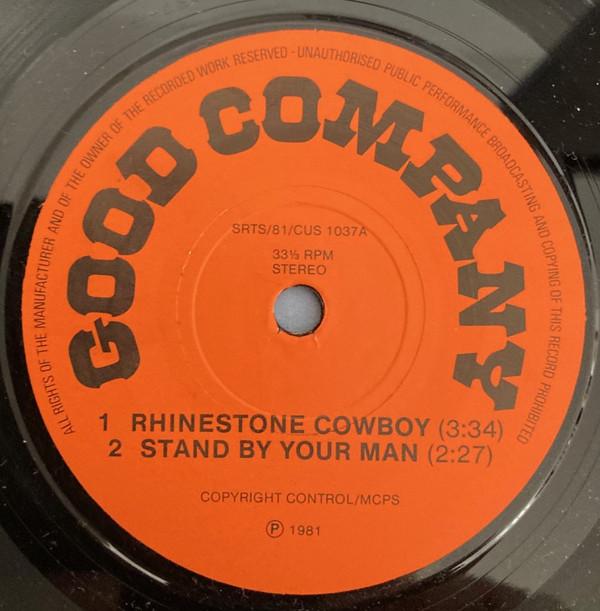 ALL RIGHTS OF THE MANUFACTURER AND OF THE OWNER OF THE RECORDED WORK RESERVED - UNAUTHORISED PUBLIC PERFORMANCE BROADCASTING AND COPYING OF THIS RECORD PROHIBITED
GOOD COMPANY
SRTS/81/CUS 1037A
33⅓ RPM
STEREO
1 RHINESTONE COWBOY (3:34)
2 STAND BY YOUR MAN (2:27)
COPYRIGHT CONTROL/MCPS
Ⓟ 1981